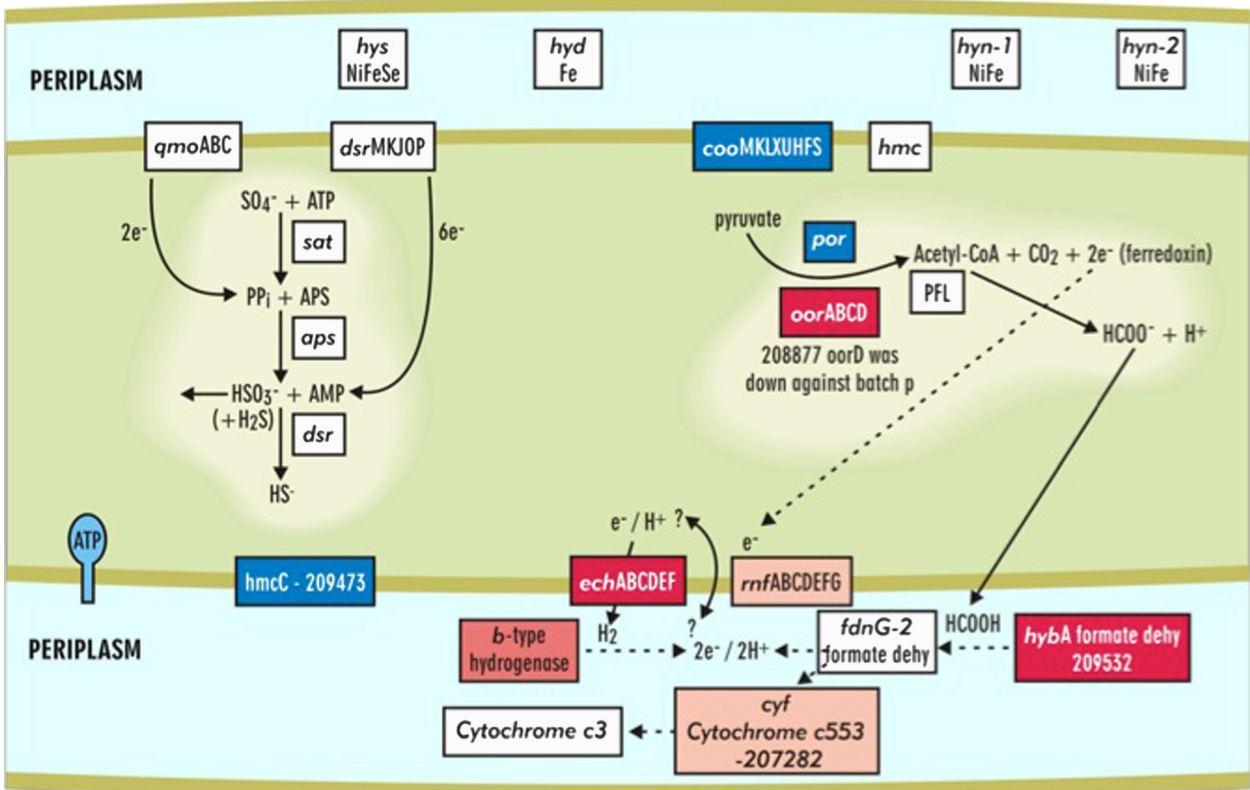 hys
NiFeSe
hyd
Fe
hyn-1
NiFe
hyn-2
NiFe
PERIPLASM
qmoABC
dsrMKJOP
cooMKLXUHFS
hmc
SO4⁻ + ATP
2e⁻
sat
6e⁻
PPi + APS
aps
HSO3⁻ + AMP
(+H2S)
dsr
HS⁻
pyruvate
por
Acetyl-CoA + CO2 + 2e⁻ (ferredoxin)
PFL
oorABCD
208877 oorD was
down against batch p
HCOO⁻ + H+
ATP
hmcC - 209473
e⁻ / H+ ?
echABCDEF
e⁻
rnfABCDEFG
PERIPLASM
b-type
hydrogenase
H2
?
2e⁻ / 2H+
fdnG-2
formate dehy
HCOOH
hybA formate dehy
209532
Cytochrome c3
cyf
Cytochrome c553
-207282